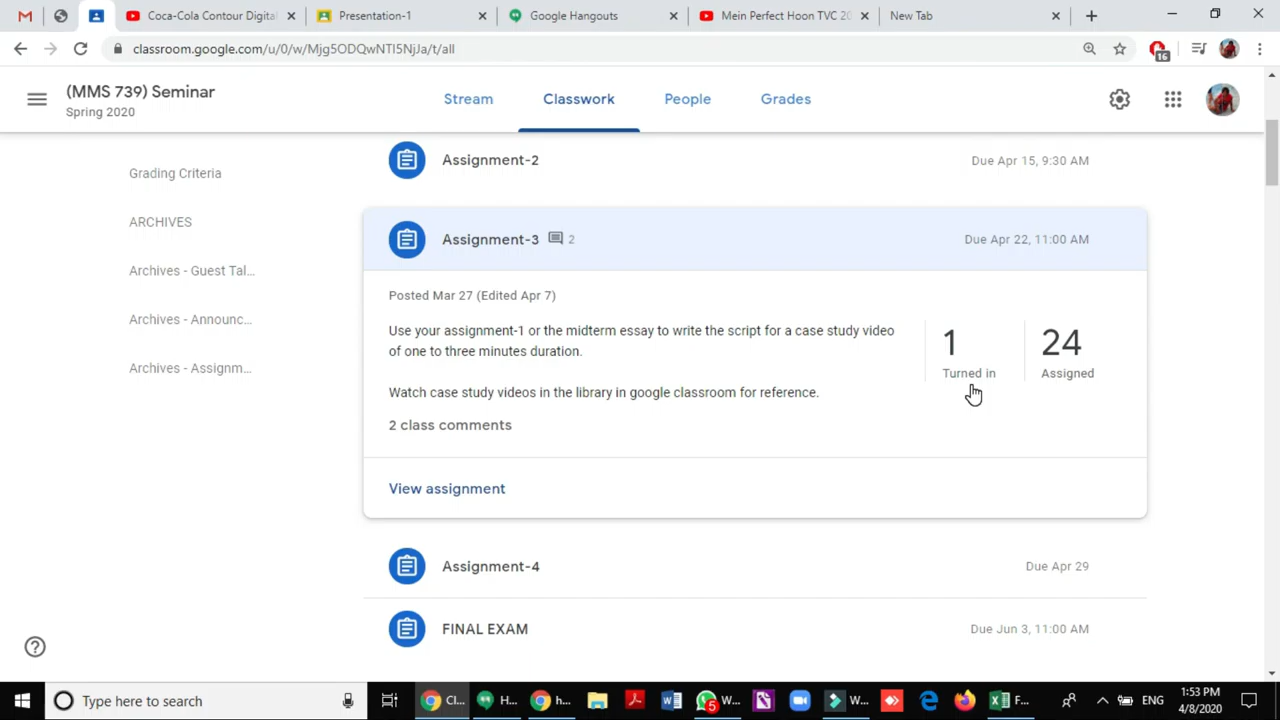 Coca-Cola Contour Digita
Presentation-1
Google Hangouts
Mein Perfect Hoon TVC 20
New Tab
classroom.google.com/u/0/w/Mjg5ODQwNTI5NjJa/t/all
16
(MMS 739) Seminar
Spring 2020
Stream
Classwork
People
Grades
Grading Criteria
ARCHIVES
Archives - Guest Tal...
Archives - Announc...
Archives - Assignm...
Assignment-2
Due Apr 15, 9:30 AM
Assignment-3
2
Due Apr 22, 11:00 AM
Posted Mar 27 (Edited Apr 7)
Use your assignment-1 or the midterm essay to write the script for a case study video
of one to three minutes duration.
Watch case study videos in the library in google classroom for reference.
2 class comments
1
Turned in
24
Assigned
View assignment
Assignment-4
Due Apr 29
FINAL EXAM
Due Jun 3, 11:00 AM
Type here to search
Cl...
H...
h...
5
W...
W...
F...
ENG
1:53 PM
4/8/2020